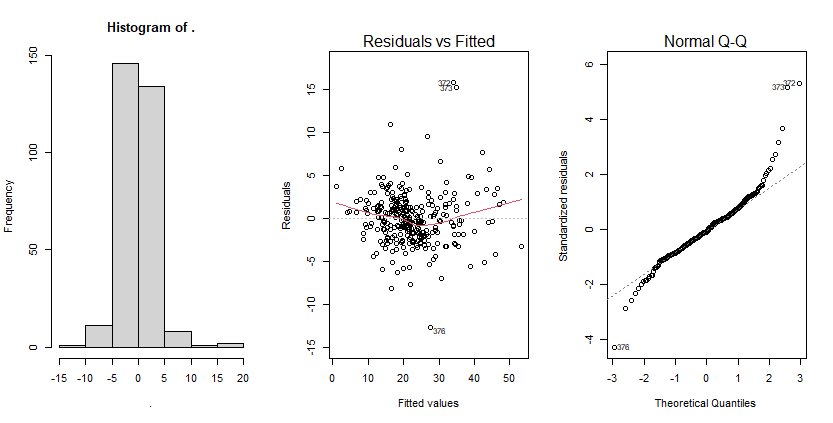 Histogram of .
Frequency
0
50
100
150
-15 -10 -5 0 5 10 15 20
.
Residuals vs Fitted
Residuals
-15 -10 -5 0 5 10 15
372
373
376
0 10 20 30 40 50
Fitted values
Normal Q-Q
Standardized residuals
-4 -2 0 2 4 6
372
373
376
-3 -2 -1 0 1 2 3
Theoretical Quantiles